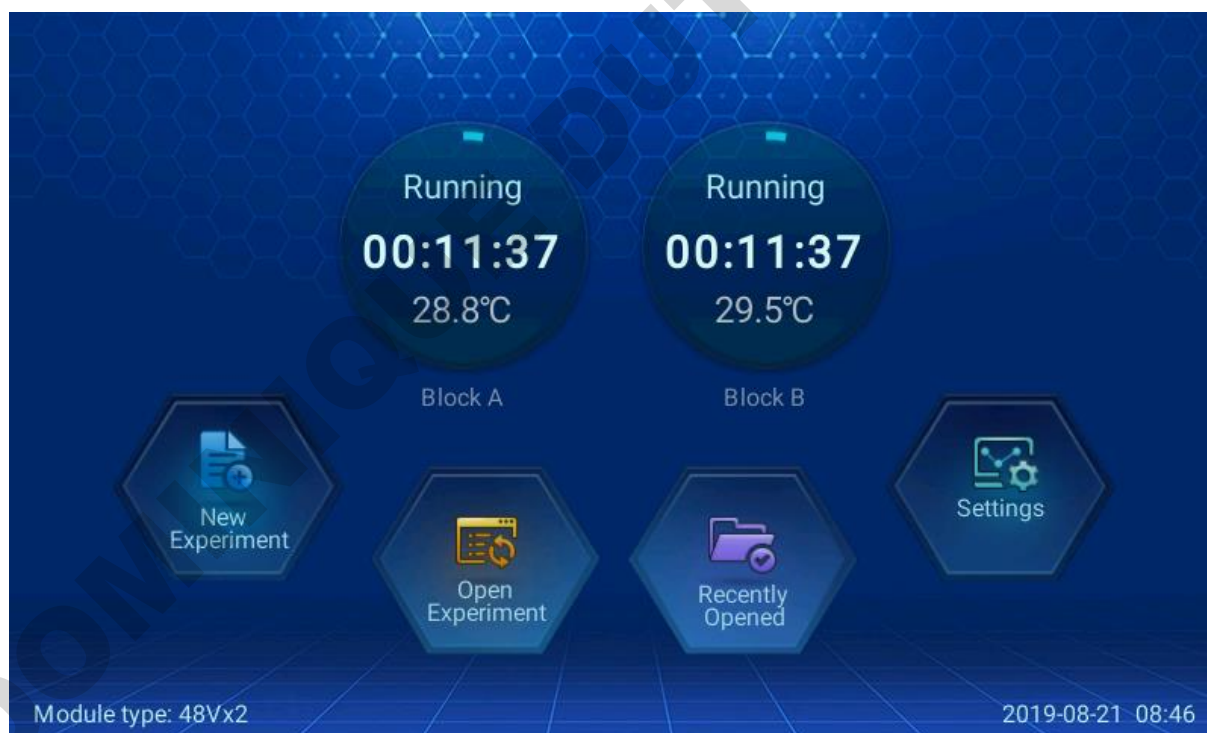 Running
00:11:37
28.8℃
Block A
Running
00:11:37
29.5℃
Block B
New
Experiment
Open
Experiment
Recently
Opened
Settings
Module type: 48Vx2
2019-08-21 08:46